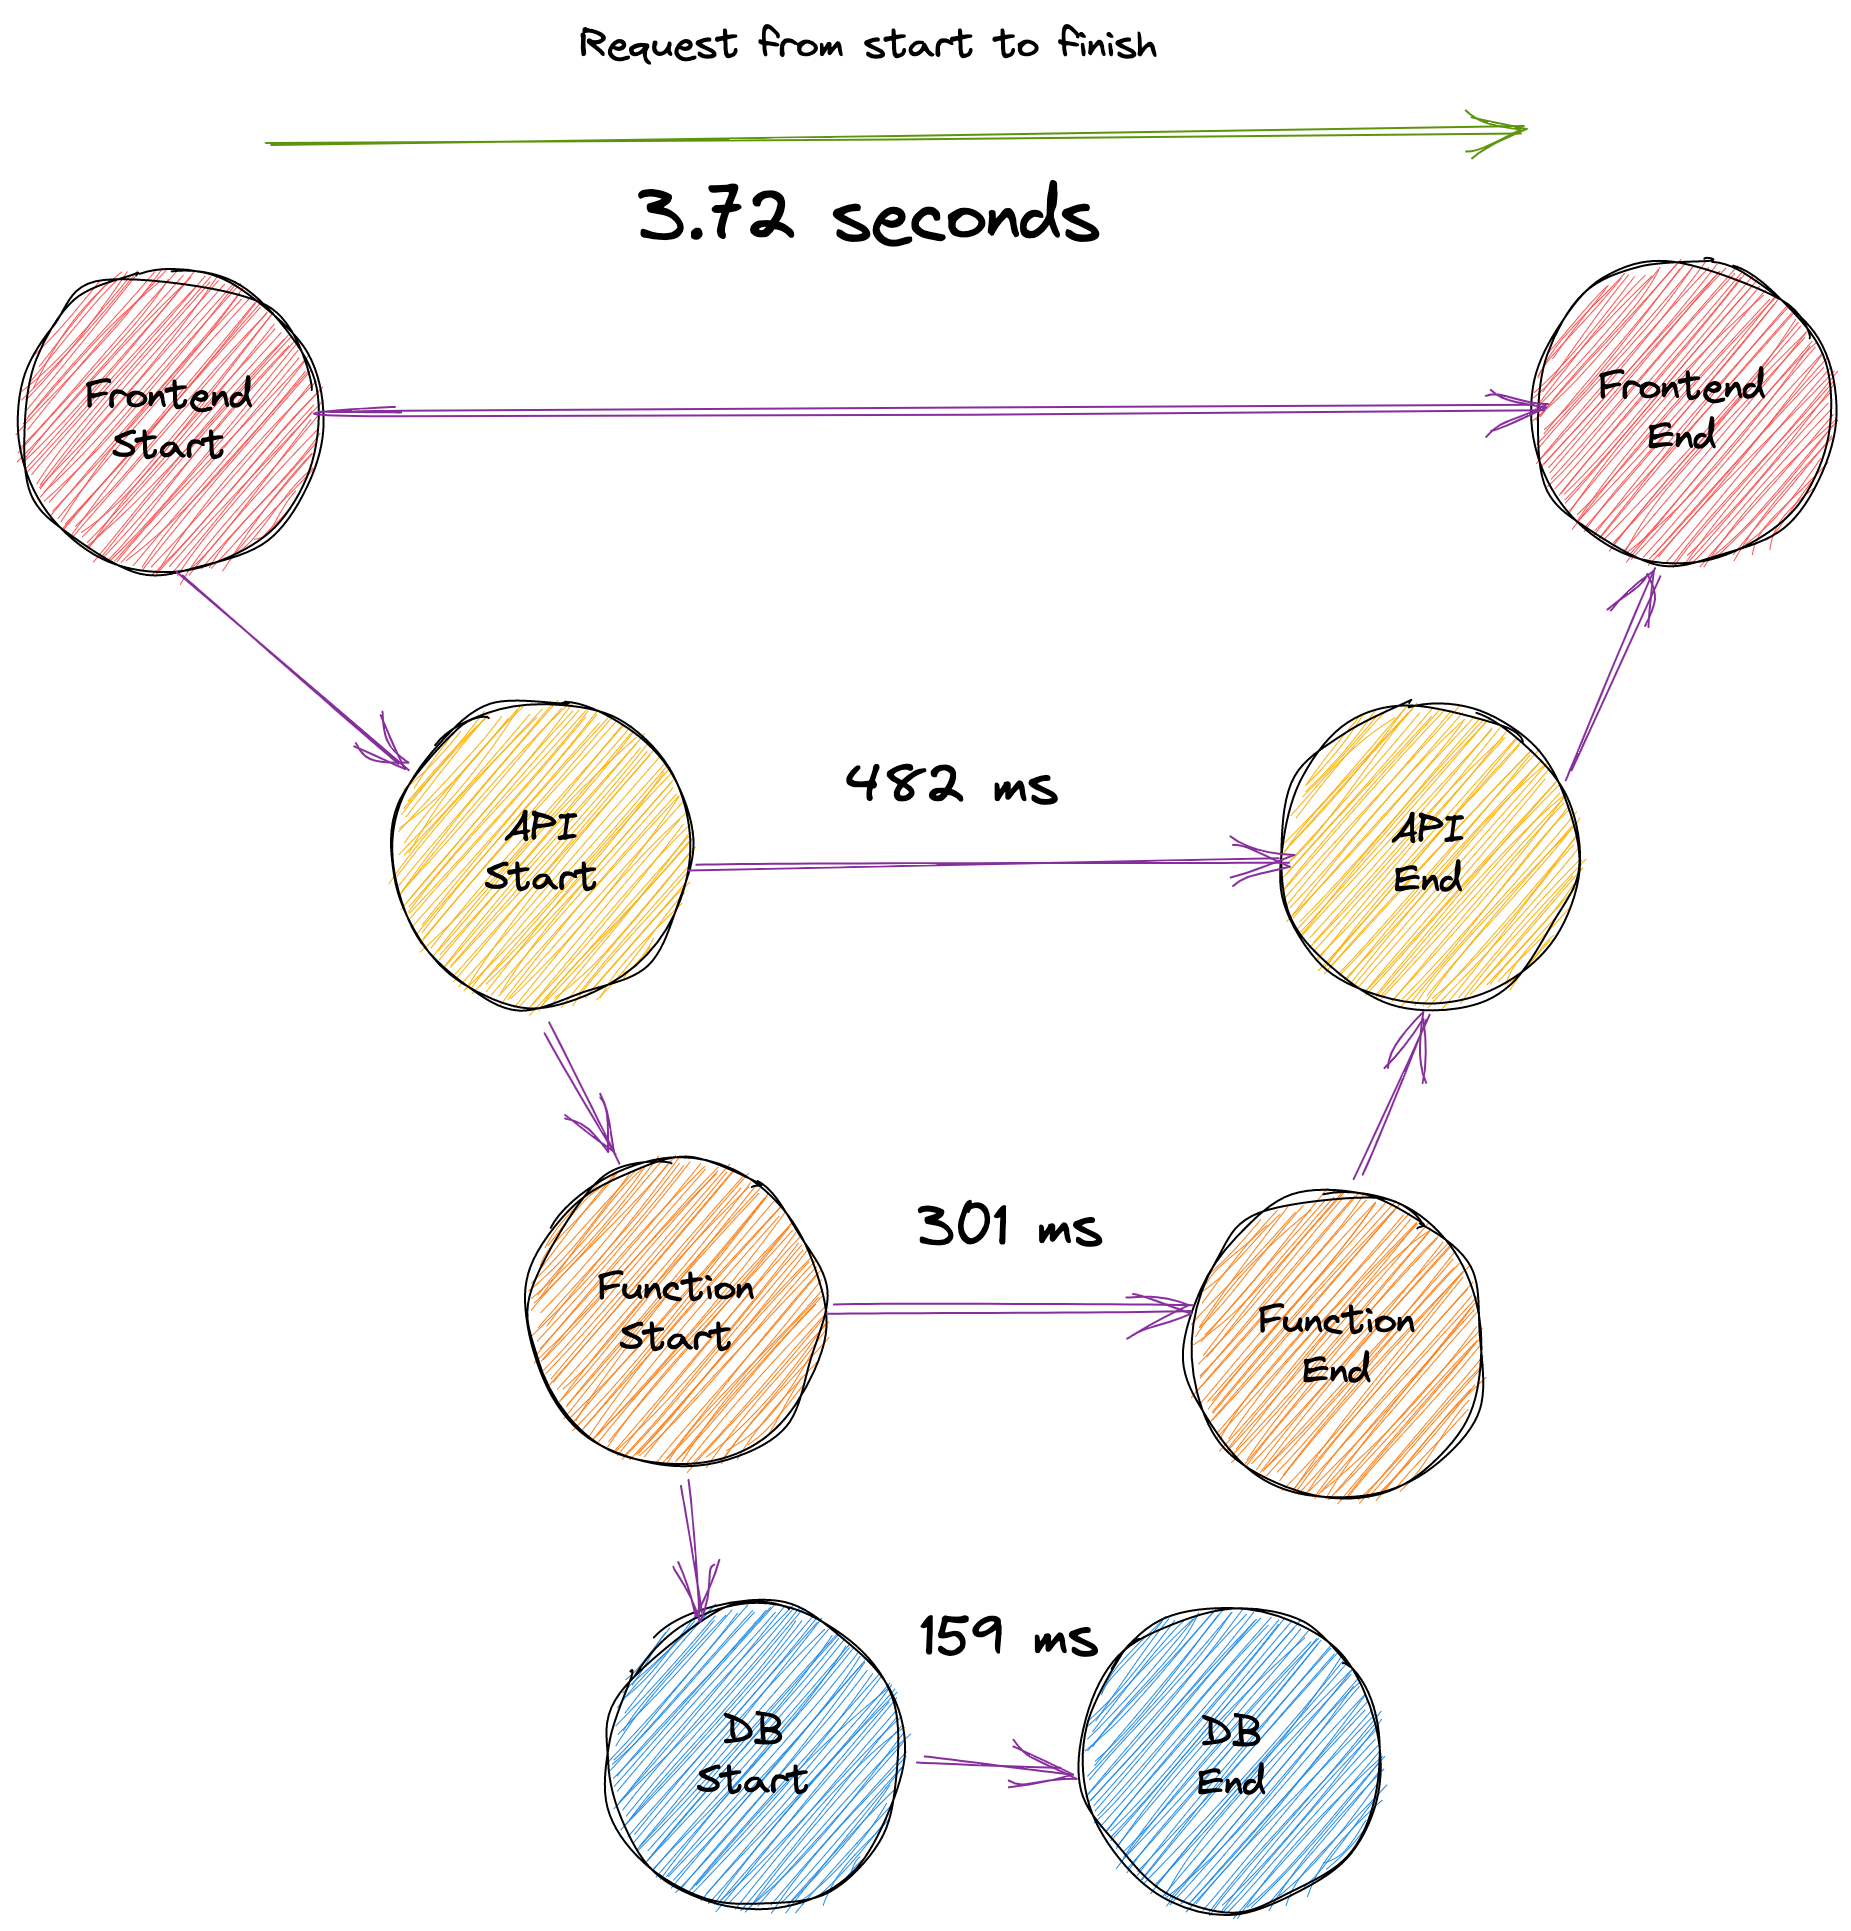 Request from start to finish
3.72 seconds
Frontend
Start
Frontend
End
482 ms
API
Start
API
End
301 ms
Function
Start
Function
End
159 ms
DB
Start
DB
End